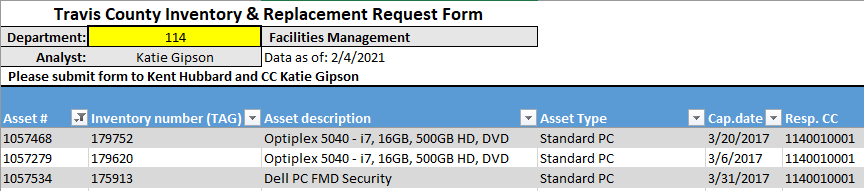 Travis County Inventory & Replacement Request Form
Department: 114 Facilities Management
Analyst: Katie Gipson Data as of: 2/4/2021
Please submit form to Kent Hubbard and CC Katie Gipson
Asset # Inventory number (TAG) Asset description Asset Type Cap.date Resp. CC
1057468 179752 Optiplex 5040 - i7, 16GB, 500GB HD, DVD Standard PC 3/20/2017 1140010001
1057279 179620 Optiplex 5040 - i7, 16GB, 500GB HD, DVD Standard PC 3/6/2017 1140010001
1057534 175913 Dell PC FMD Security Standard PC 3/31/2017 1140010001